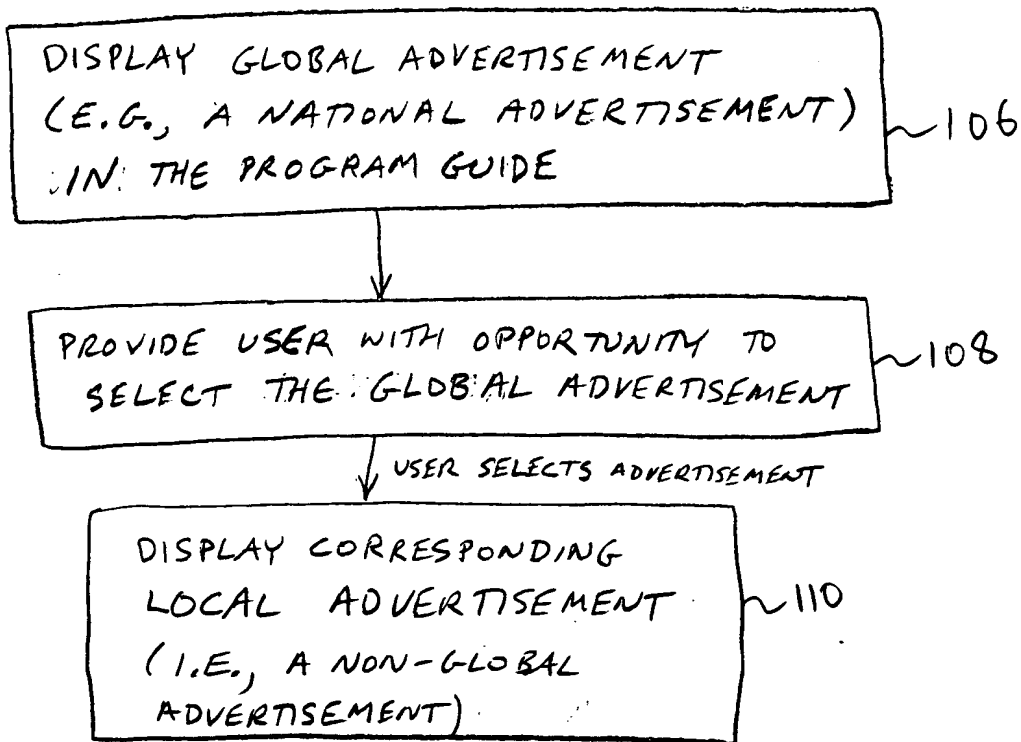 DISPLAY GLOBAL ADVERTISEMENT
(E.G., A NATIONAL ADVERTISEMENT)
IN THE PROGRAM GUIDE
106
PROVIDE USER WITH OPPORTUNITY TO
SELECT THE GLOBAL ADVERTISEMENT
108
USER SELECTS ADVERTISEMENT
DISPLAY CORRESPONDING
LOCAL ADVERTISEMENT
(I.E., A NON-GLOBAL
ADVERTISEMENT)
110